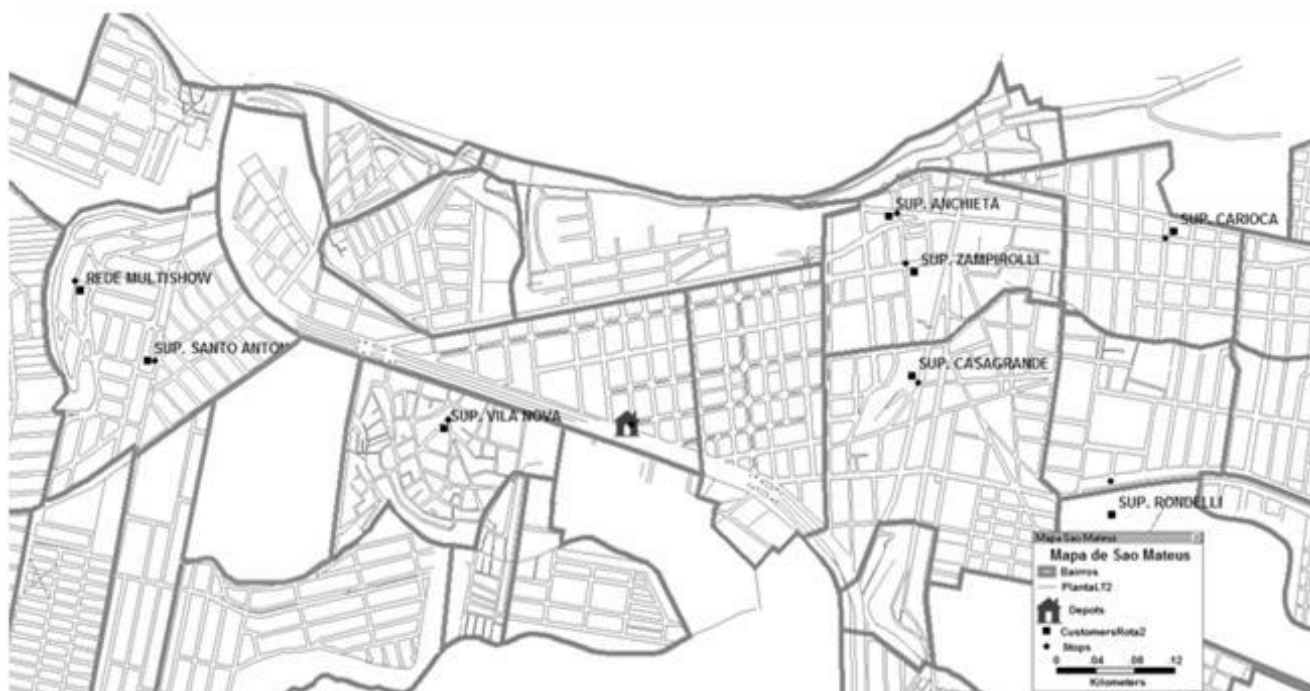 SUP. ANCHIETA
SUP. CARIOCA
SUP. ZAMPIROLLI
REDE MULTISHOW
SUP. SANTO ANTON
SUP. CASAGRANDE
SUP. VILA NOVA
SUP. RONDELLI
Mapa Sao Mateus
Mapa de Sao Mateus
Bairros
Depots
CustomersRota2
Stops
0 .04 .08 .12
Kilometers